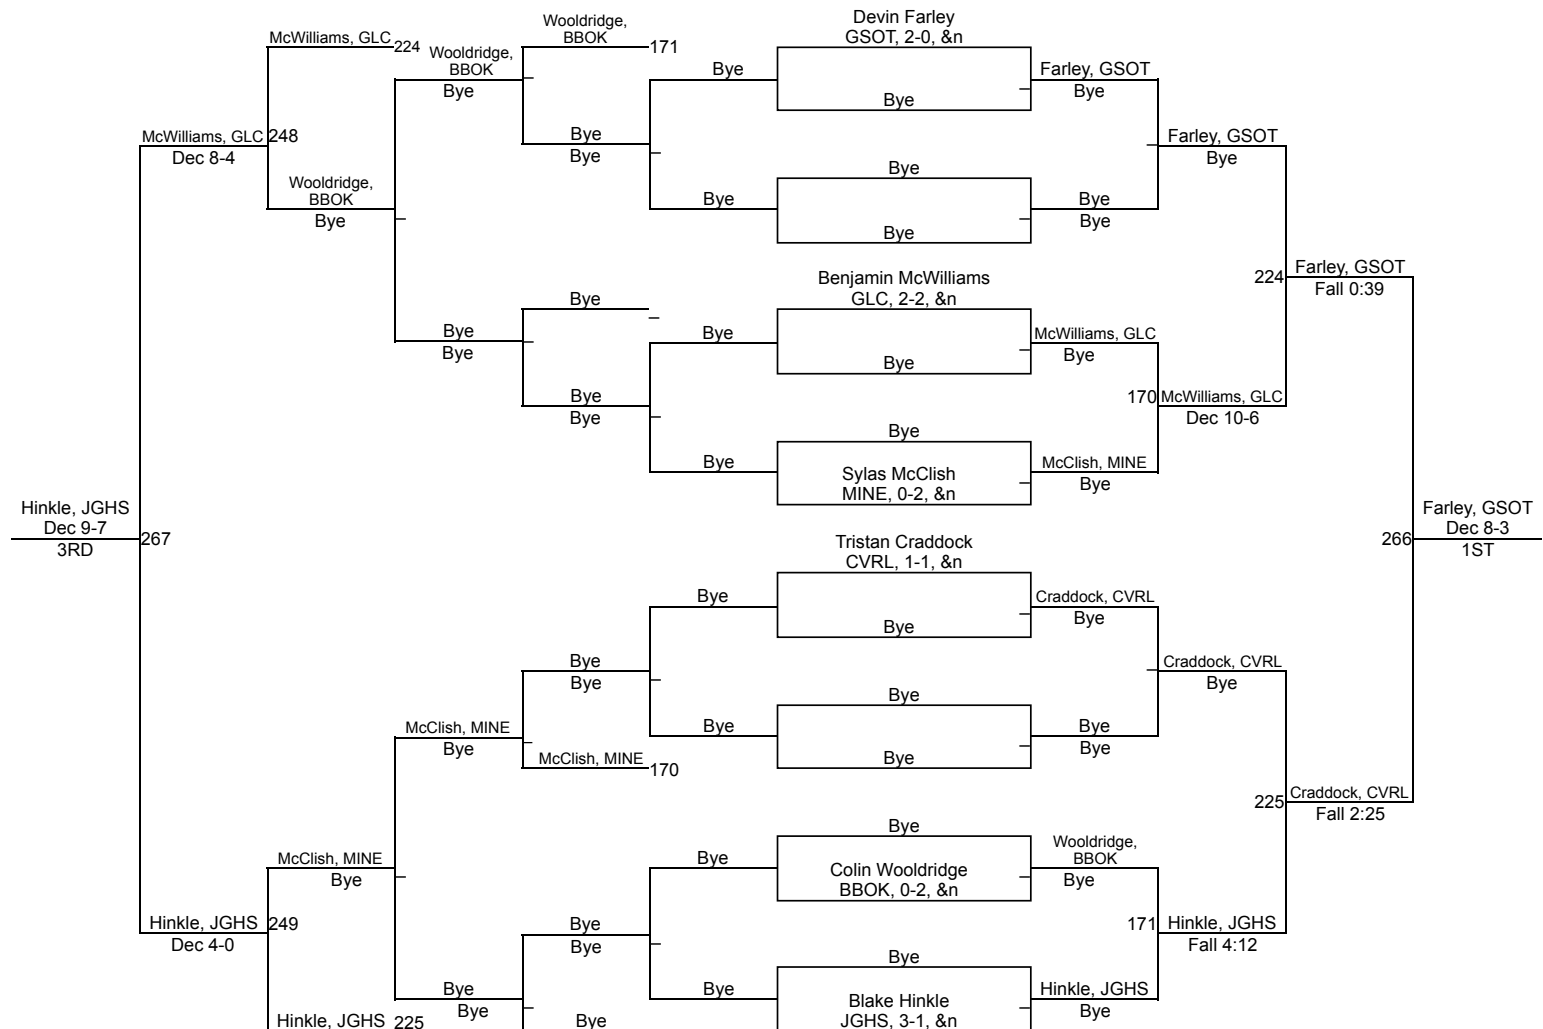 Wooldridge,
BBOK
171
Devin Farley
GSOT, 2-0, &n
McWilliams, GLC
224
Wooldridge,
BBOK
Bye
Bye
Bye
Farley, GSOT
Bye
McWilliams, GLC
248
Dec 8-4
Bye
Bye
Farley, GSOT
Bye
Wooldridge,
BBOK
Bye
Bye
Bye
Bye
Bye
Bye
Benjamin McWilliams
GLC, 2-2, &n
224
Farley, GSOT
Fall 0:39
Bye
Bye
Bye
Bye
Bye
McWilliams, GLC
Bye
Bye
Bye
170
McWilliams, GLC
Dec 10-6
Bye
Bye
Sylas McClish
MINE, 0-2, &n
McClish, MINE
Bye
Hinkle, JGHS
Dec 9-7
3RD
267
Tristan Craddock
CVRL, 1-1, &n
266
Farley, GSOT
Dec 8-3
1ST
Bye
Bye
Craddock, CVRL
Bye
Bye
Bye
Craddock, CVRL
Bye
McClish, MINE
Bye
McClish, MINE
170
Bye
Bye
Bye
Bye
Bye
225
Craddock, CVRL
Fall 2:25
McClish, MINE
Bye
Bye
Bye
Colin Wooldridge
BBOK, 0-2, &n
Wooldridge,
BBOK
Bye
Hinkle, JGHS
249
Dec 4-0
Bye
Bye
171
Hinkle, JGHS
Fall 4:12
Bye
Bye
Bye
Bye
Blake Hinkle
JGHS, 3-1, &n
Hinkle, JGHS
Bye
Hinkle, JGHS
225
Bye